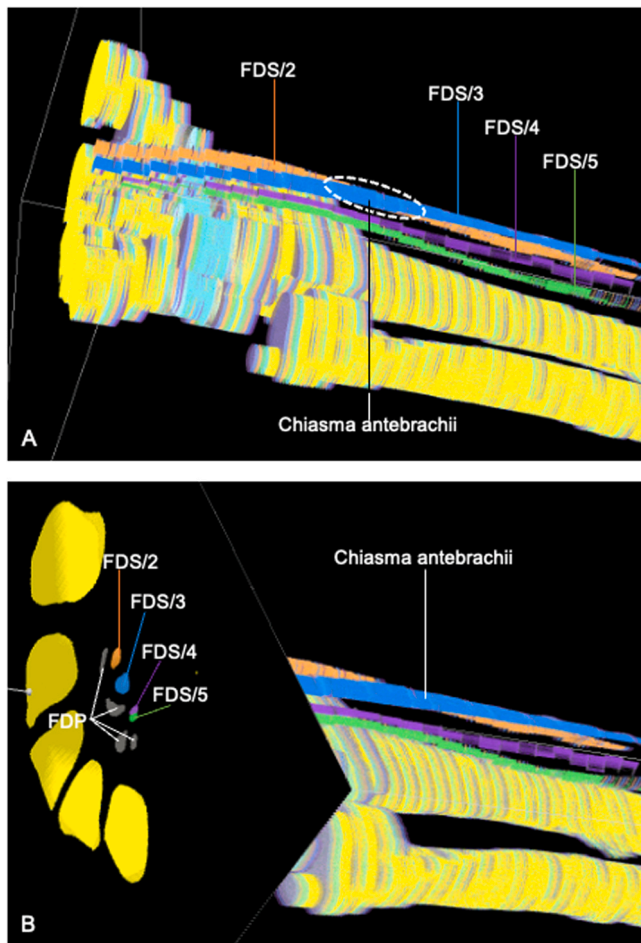 FDS/2
FDS/3
FDS/4
FDS/5
Chiasma antebrachii
A
Chiasma antebrachii
FDS/2
FDS/3
FDS/4
FDS/5
FDP
B